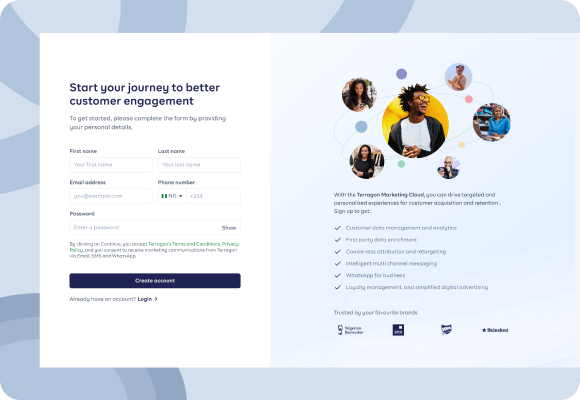 Start your journey to better
customer engagement
To get started, please complete the form by providing
your personal details.
First name
Last name
Your first name
Your last name
Email address
Phone number
you@example.com
NG
+234
Password
Enter a password
Show
By clicking on Continue, you accept Terragon's Terms and Conditions, Privacy
Policy, and you consent to receive marketing communications from Terragon
via Email, SMS and WhatsApp.
Create account
Already have an account? Login
With the Terragon Marketing Cloud, you can drive targeted and
personalized experiences for customer acquisition and retention..
Sign up to get:
Customer data management and analytics
First party data enrichment
Cookie-less attribution and retargeting
Intelligent multi channel messaging
WhatsApp for business
Loyalty management, and simplified digital advertising
Trusted by your favourite brands
Nigerian
Breweries
Heineken